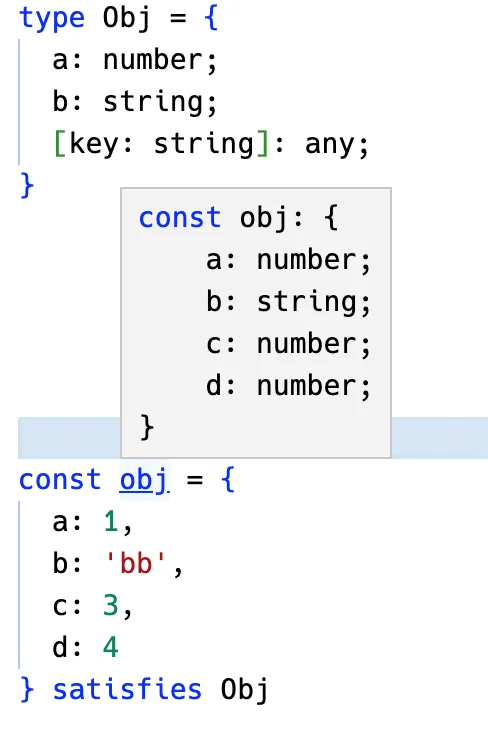 type Obj = {
  a: number;
  b: string;
  [key: string]: any;
}
const obj: {
    a: number;
    b: string;
    c: number;
    d: number;
}
const obj = {
  a: 1,
  b: 'bb',
  c: 3,
  d: 4
} satisfies Obj